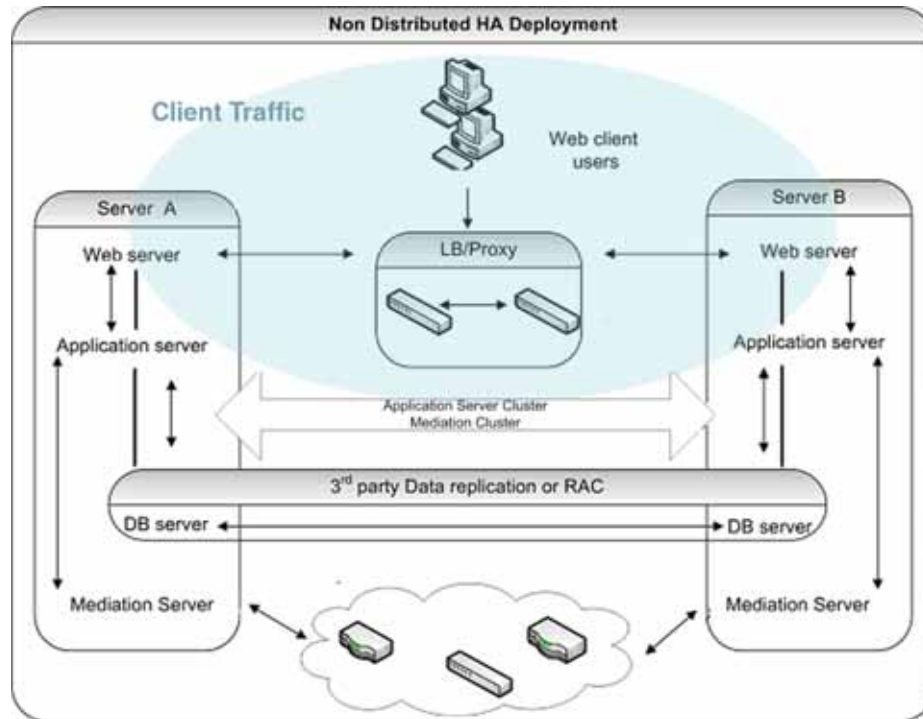 Non Distributed HA Deployment
Client Traffic
Web client
users
Server A
Server B
LB/Proxy
Web server
Web server
Application server
Application server
Application Server Cluster
Mediation Cluster
3rd party Data replication or RAC
DB server
DB server
Mediation Server
Mediation Server